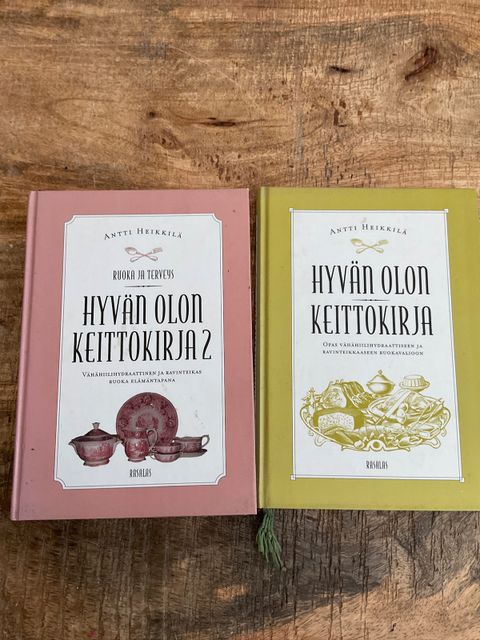 ANTTI HEIKKILÄ
RUOKA JA TERVEYS
HYVÄN OLON
KEITTOKIRJA 2
VÄHÄHIILIHYDRAATTINEN JA RAVINTEIKAS
RUOKA ELÄMÄNTAPANA
RASALAS
ANTTI HEIKKILÄ
HYVÄN OLON
KEITTOKIRJA
OPAS VÄHÄHIILIHYDRAATTISEEN JA
RAVINTEIKKAASEEN RUOKAVALIOON
RASALAS